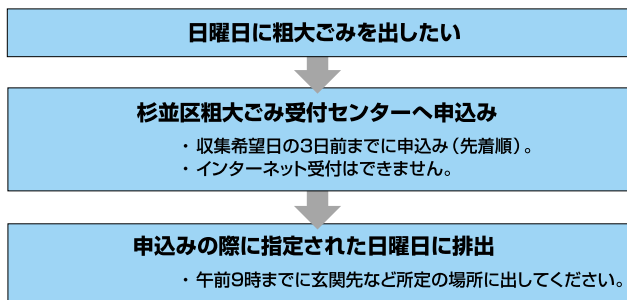 日曜日に粗大ごみを出したい
杉並区粗大ごみ受付センターへ申込み
・収集希望日の3日前までに申込み（先着順）。
・インターネット受付はできません。
申込みの際に指定された日曜日に排出
・午前9時までに玄関先など所定の場所に出してください。